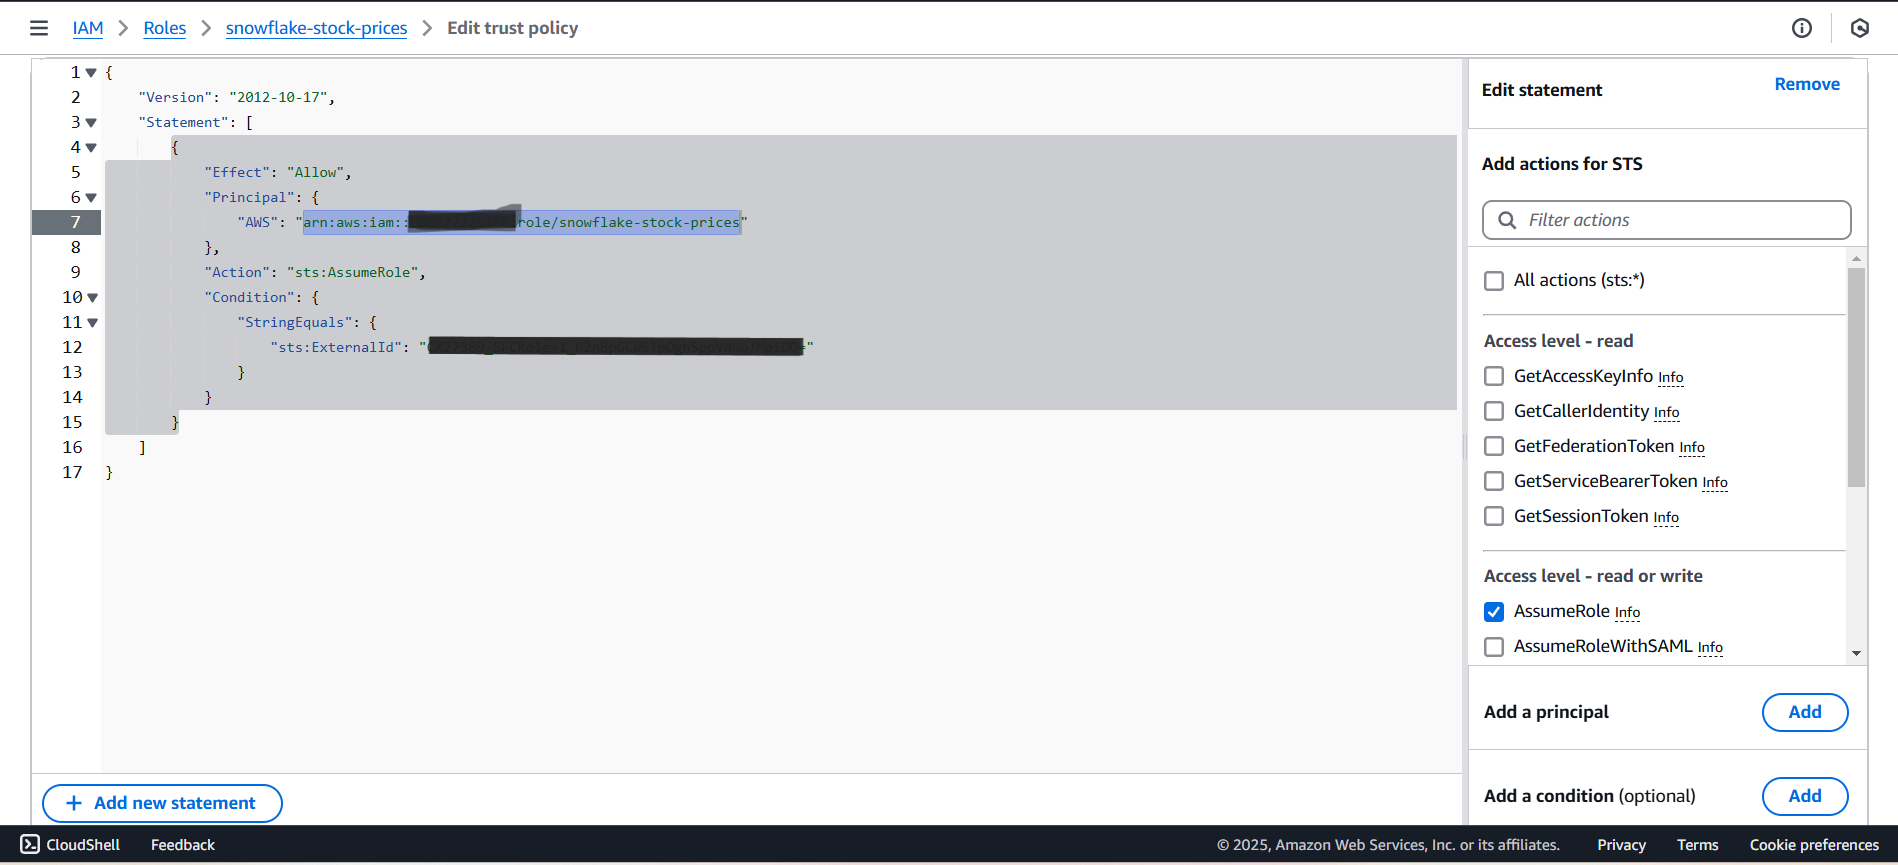 IAM > Roles > snowflake-stock-prices > Edit trust policy
1 {
2 "Version": "2012-10-17",
3 "Statement": [
4 {
5 "Effect": "Allow",
6 "Principal": {
7 "AWS": "arn:aws:iam:: role/snowflake-stock-prices"
8 },
9 "Action": "sts:AssumeRole",
10 "Condition": {
11 "StringEquals": {
12 "sts:ExternalId": " "
13 }
14 }
15 }
16 ]
17 }
+ Add new statement
Edit statement Remove
Add actions for STS
Filter actions
All actions (sts:*)
Access level - read
GetAccessKeyInfo Info
GetCallerIdentity Info
GetFederationToken Info
GetServiceBearerToken Info
GetSessionToken Info
Access level - read or write
AssumeRole Info
AssumeRoleWithSAML Info
Add a principal Add
Add a condition (optional) Add
CloudShell Feedback © 2025, Amazon Web Services, Inc. or its affiliates. Privacy Terms Cookie preferences